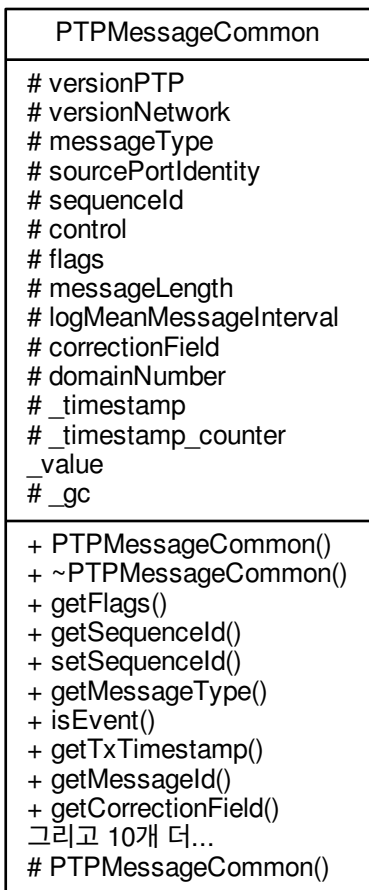 PTPMessageCommon
# versionPTP
# versionNetwork
# messageType
# sourcePortIdentity
# sequenceId
# control
# flags
# messageLength
# logMeanMessageInterval
# correctionField
# domainNumber
# _timestamp
# _timestamp_counter
_value
# _gc
+ PTPMessageCommon()
+ ~PTPMessageCommon()
+ getFlags()
+ getSequenceId()
+ setSequenceId()
+ getMessageType()
+ isEvent()
+ getTxTimestamp()
+ getMessageId()
+ getCorrectionField()
그리고 10개 더...
# PTPMessageCommon()